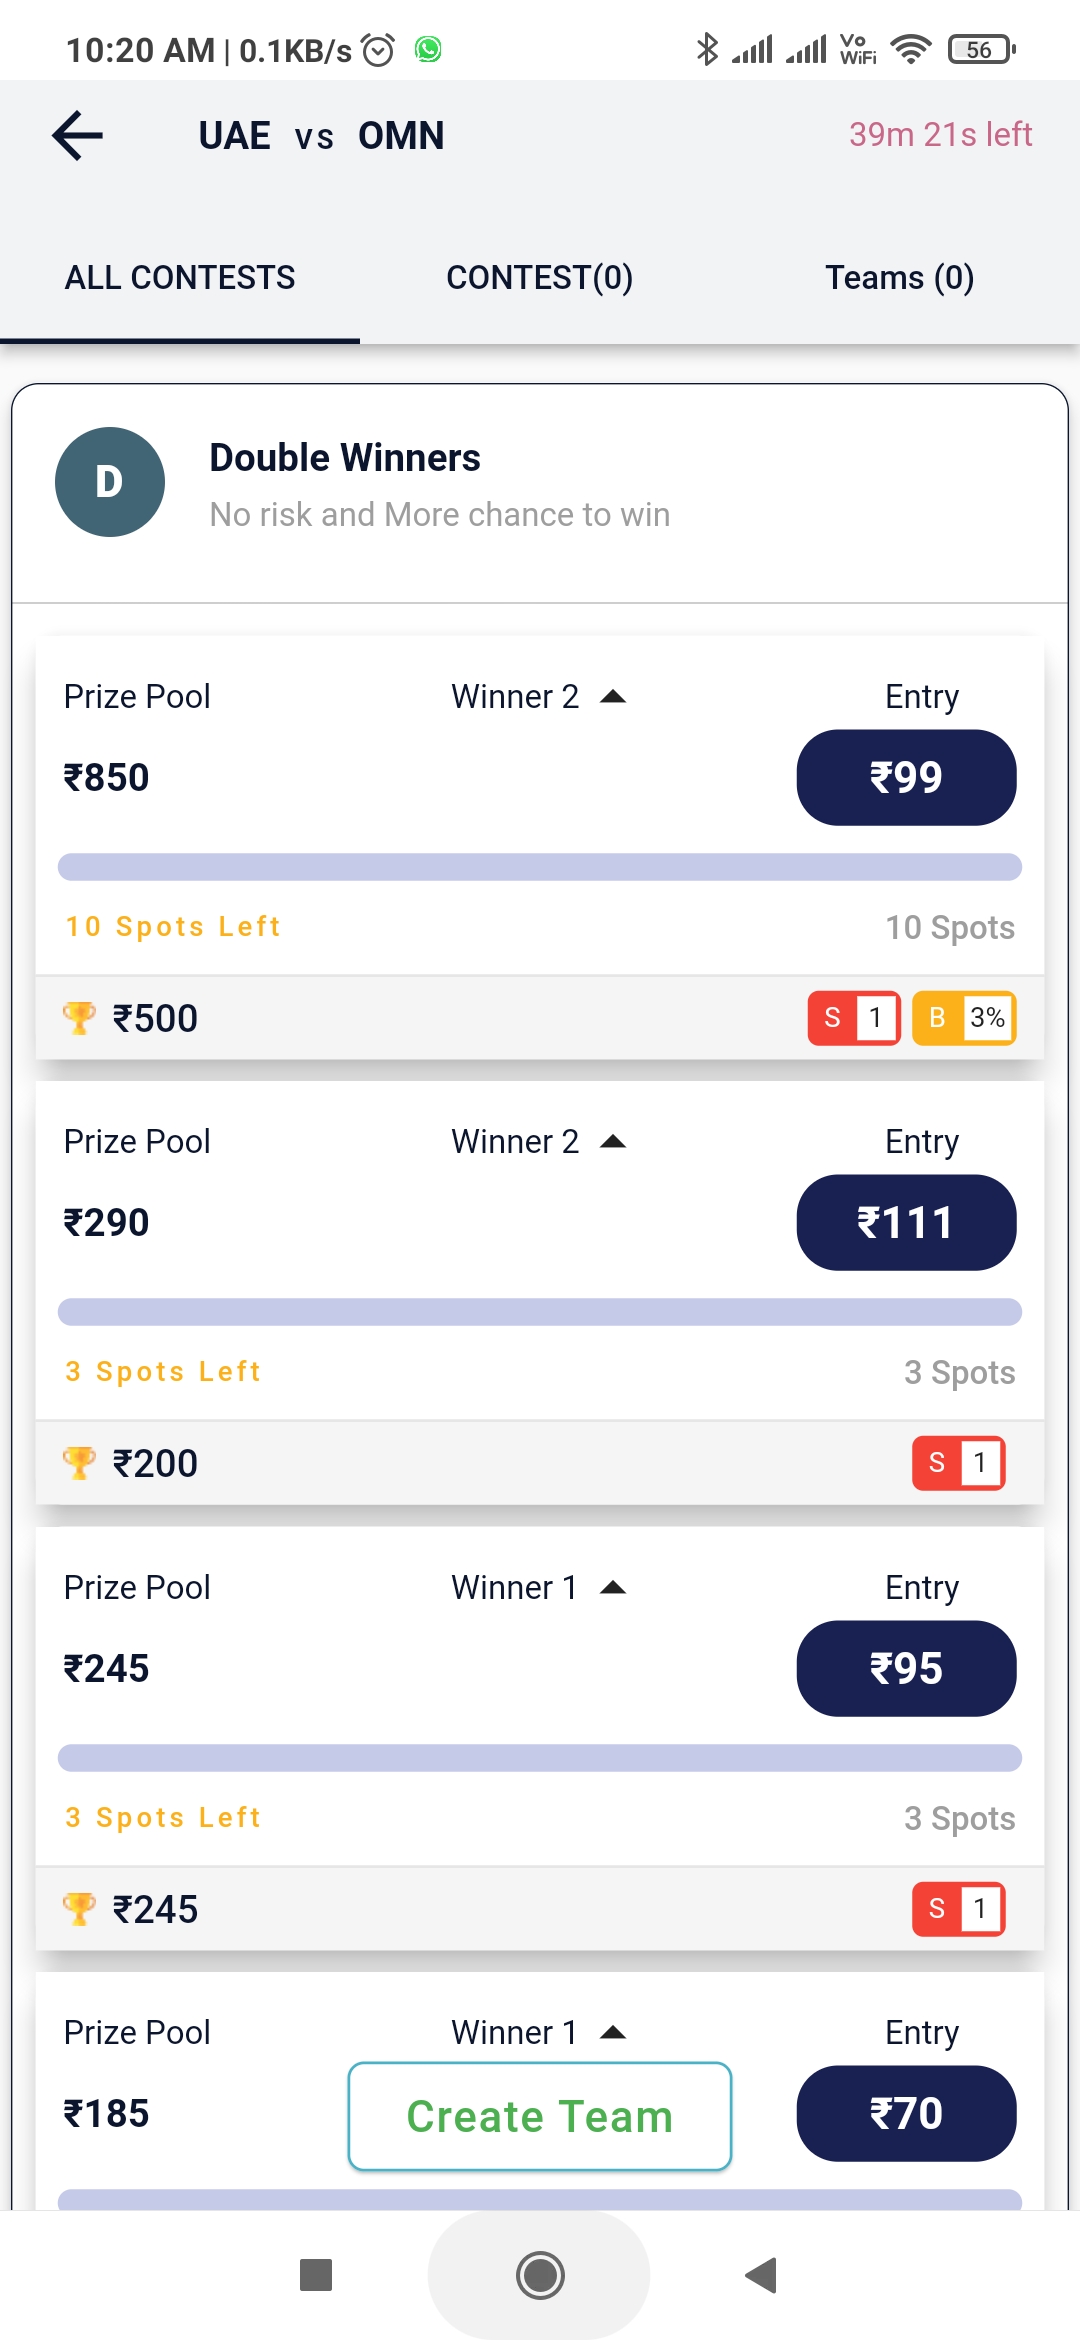 10:20 AM | 0.1KB/s Vo WiFi 56
UAE vs OMN 39m 21s left
ALL CONTESTS CONTEST(0) Teams (0)
D
Double Winners
No risk and More chance to win
Prize Pool Winner 2 Entry
₹850 ₹99
10 Spots Left 10 Spots
₹500 S 1 B 3%
Prize Pool Winner 2 Entry
₹290 ₹111
3 Spots Left 3 Spots
₹200 S 1
Prize Pool Winner 1 Entry
₹245 ₹95
3 Spots Left 3 Spots
₹245 S 1
Prize Pool Winner 1 Entry
₹185 Create Team ₹70